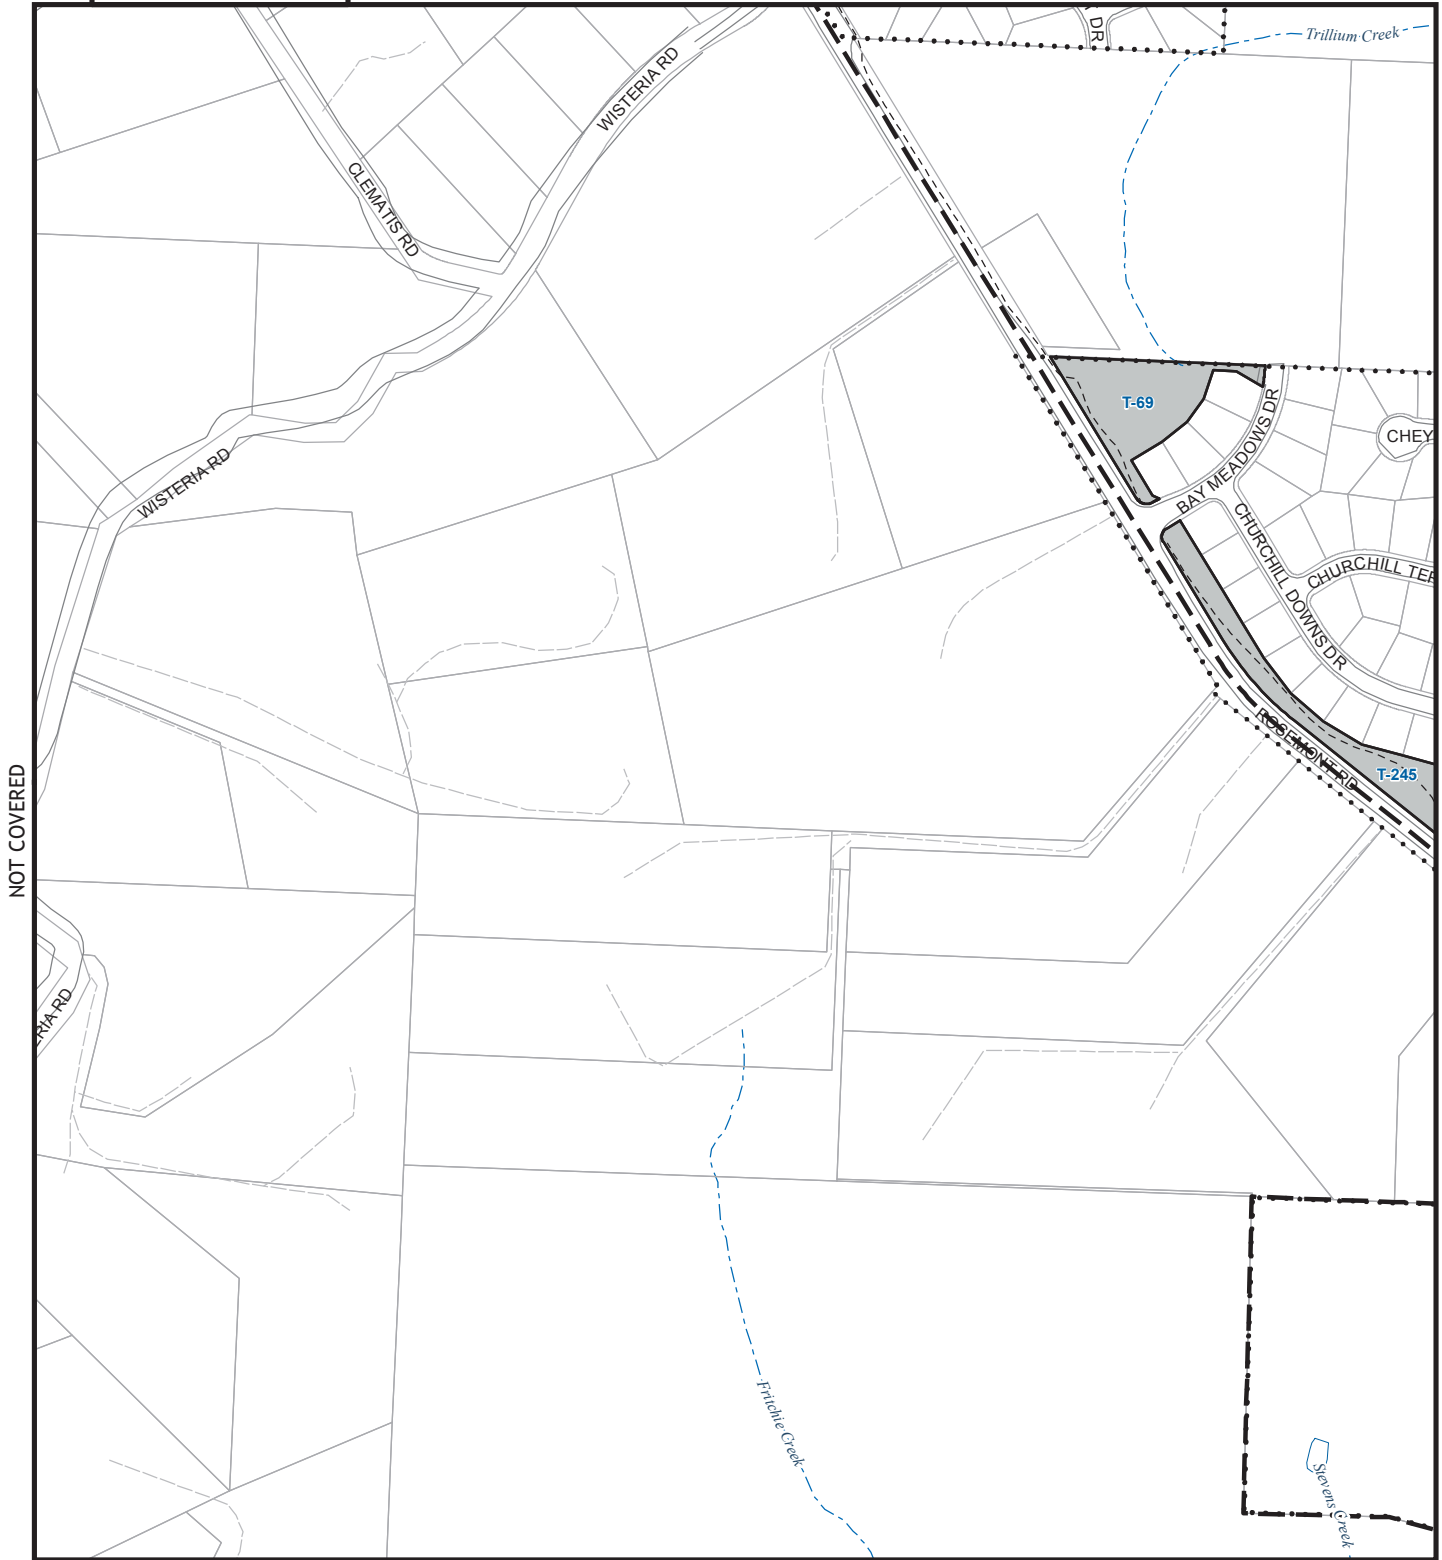 DR
Trillium Creek
WISTERIA RD
CLEMATIS RD
T-69
BAY MEADOWS DR
CHEY
WISTERIA RD
CHURCHILL DOWNS DR
CHURCHILL TER
ROSEMONT RD
T-245
NOT COVERED
ERIA RD
Fritchie Creek
Stevens Creek